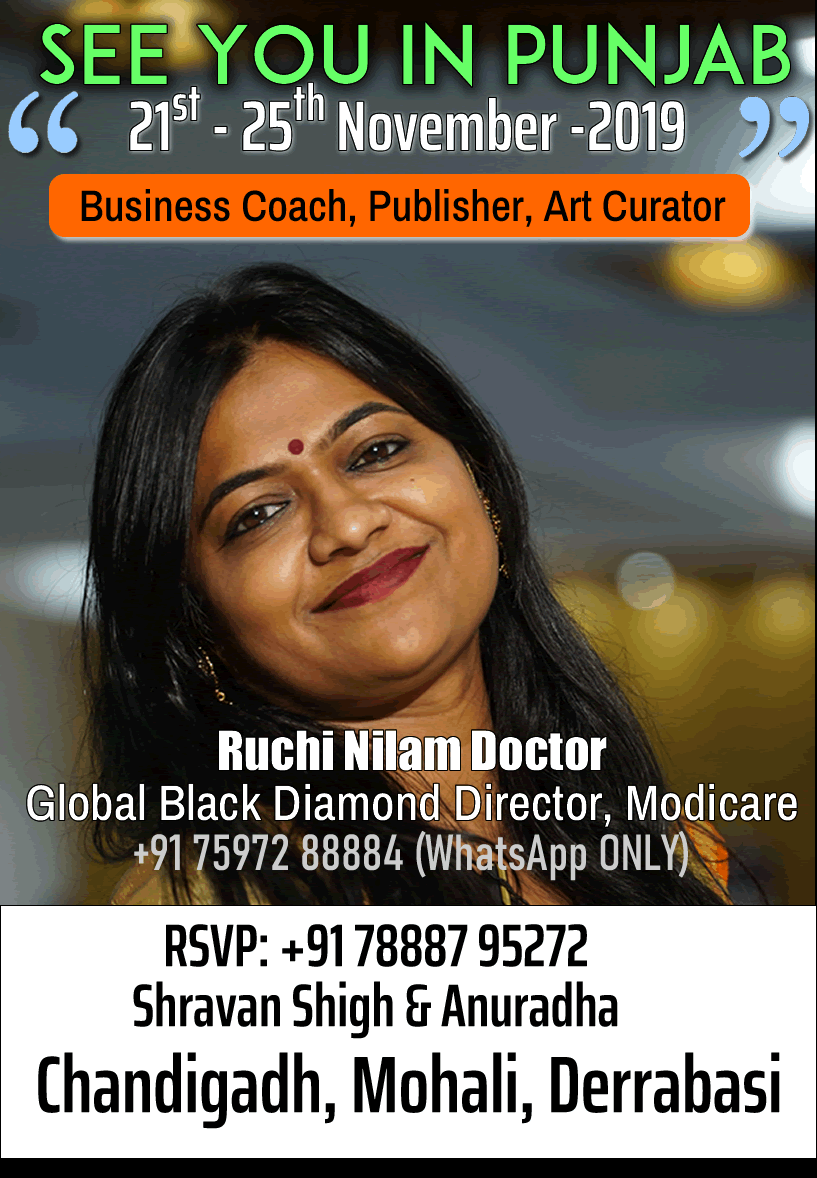 SEE YOU IN PUNJAB
“ 21st - 25th November -2019 ”
Business Coach, Publisher, Art Curator
Ruchi Nilam Doctor
Global Black Diamond Director, Modicare
+91 75972 88884 (WhatsApp ONLY)
RSVP: +91 78887 95272
Shravan Shigh & Anuradha
Chandigadh, Mohali, Derrabasi